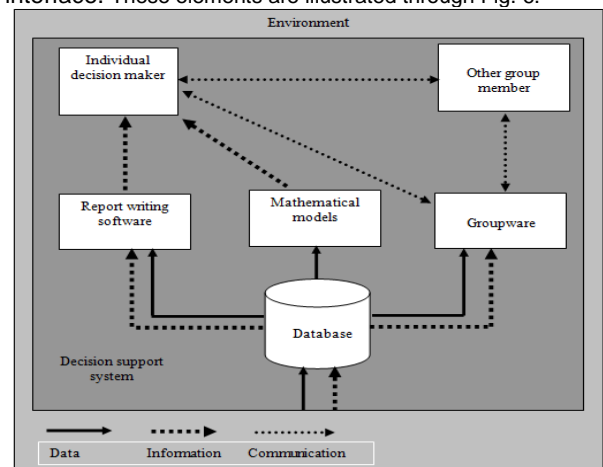 interface. These elements are illustrated through Fig. 6.
Environment
Individual
decision maker
Other group
member
Report writing
software
Mathematical
models
Groupware
Database
Decision support
system
Data Information Communication